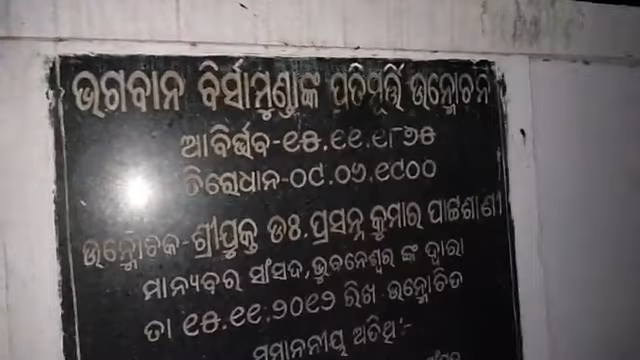 ଭଗବାନ ବିର୍ସାମୁଣ୍ଡାଙ୍କ ପ୍ରତିମୂର୍ତ୍ତି ଉନ୍ମୋଚନ
ଆବିର୍ଭାବ-୧୫.୧୧.୧୮୭୫
ତିରୋଧାନ-୦୯.୦୬.୧୯୦୦
ଉନ୍ମୋଚକ-ଶ୍ରୀଯୁକ୍ତ ଡଃ.ପ୍ରସନ୍ନ କୁମାର ପାଟ୍ଟଶାଣୀ
ମାନ୍ୟବର ସାଂସଦ,ଭୁବନେଶ୍ୱର ଙ୍କ ଦ୍ୱାରା
ତା ୧୫.୧୧.୨୦୧୨ ରିଖ ଉନ୍ମୋଚିତ
ସମ୍ମାନନୀୟ ଅତିଥି :-